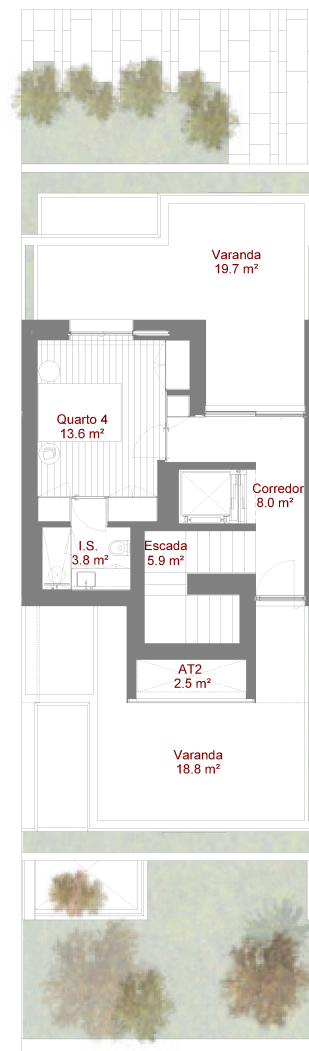 Varanda
19.7 m²
Quarto 4
13.6 m²
Corredor
8.0 m²
I.S.
3.8 m²
Escada
5.9 m²
AT2
2.5 m²
Varanda
18.8 m²